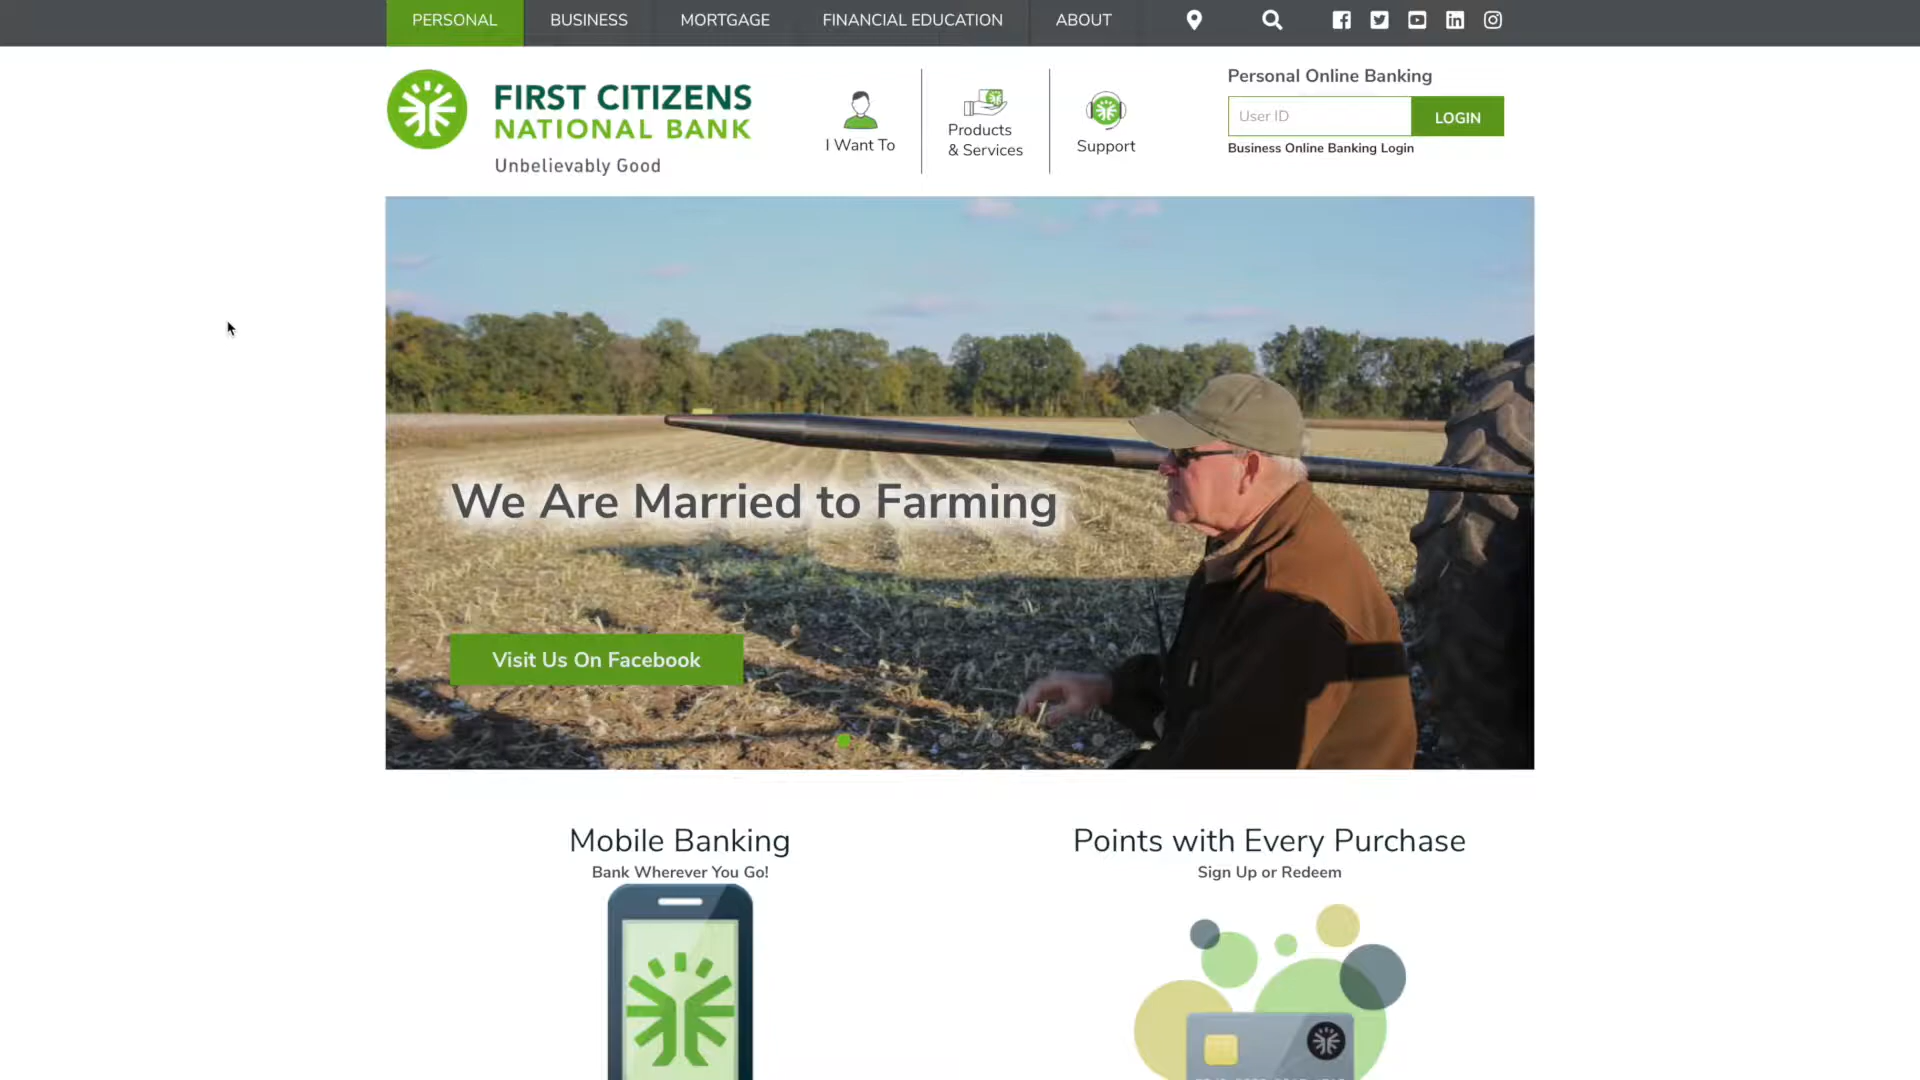 PERSONAL
BUSINESS
MORTGAGE
FINANCIAL EDUCATION
ABOUT
FIRST CITIZENS
NATIONAL BANK
Unbelievably Good
I Want To
Products
& Services
Support
Personal Online Banking
User ID
LOGIN
Business Online Banking Login
We Are Married to Farming
Visit Us On Facebook
Mobile Banking
Bank Wherever You Go!
Points with Every Purchase
Sign Up or Redeem